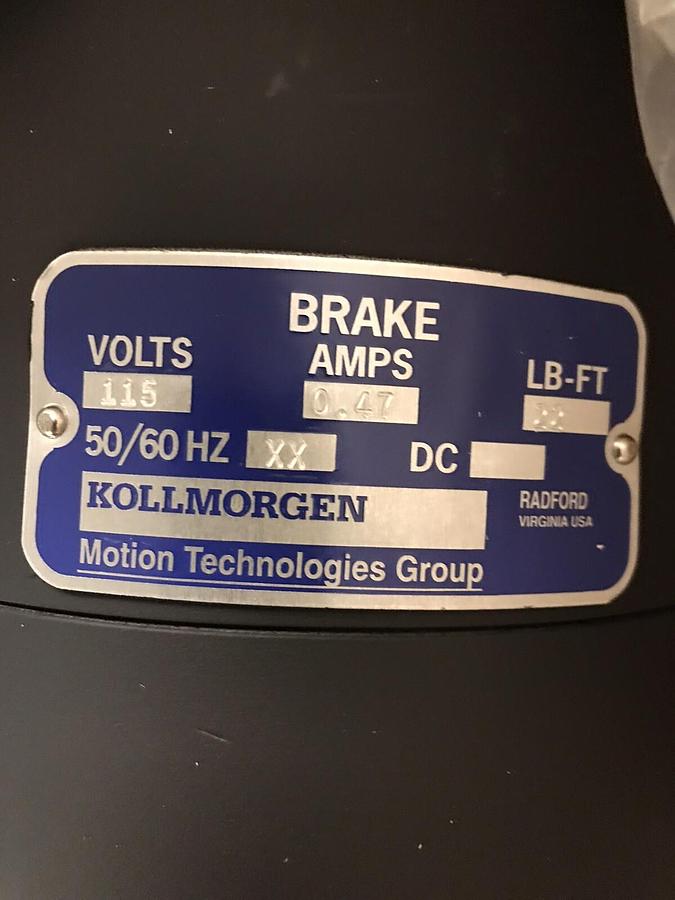 BRAKE
VOLTS AMPS LB-FT
115 0.47
50/60 HZ XX DC
KOLLMORGEN RADFORD
VIRGINIA USA
Motion Technologies Group